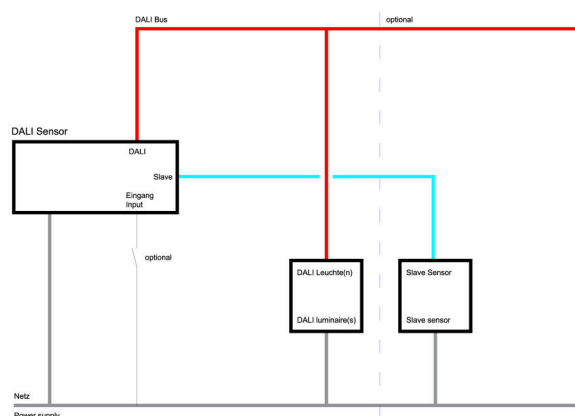 DALI Bus
optional
DALI Sensor
DALI
Slave
Eingang
Input
optional
DALI Leuchte(n)
Slave Sensor
DALI luminaire(s)
Slave sensor
Netz
Power supply